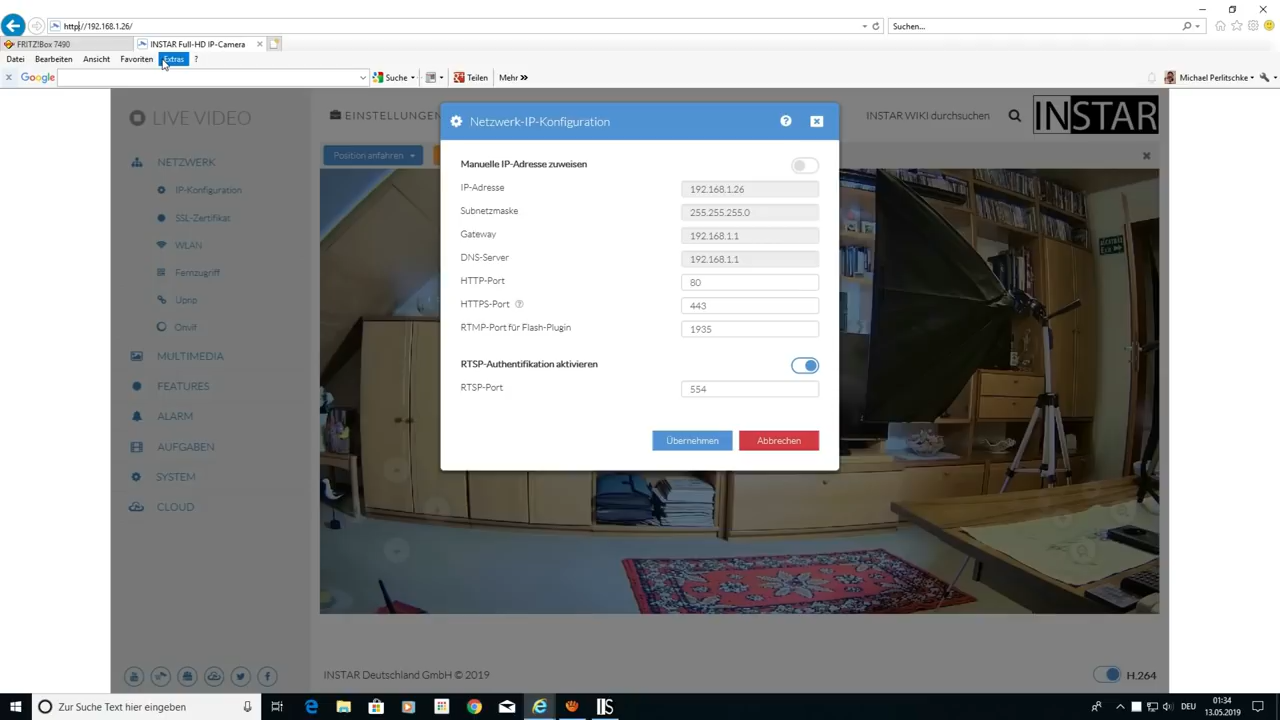 http://192.168.1.26/
Suchen...
FRITZ!Box 7490
INSTAR Full-HD IP-Camera
Datei Bearbeiten Ansicht Favoriten Extras ?
Google Suche Teilen Mehr »
Michael Perlitschke
LIVE VIDEO
EINSTELLUNGEN
INSTAR WIKI durchsuchen
INSTAR
Position anfahren
NETZWERK
IP-Konfiguration
SSL-Zertifikat
WLAN
Fernzugriff
Upnp
Onvif
MULTIMEDIA
FEATURES
ALARM
AUFGABEN
SYSTEM
CLOUD
Netzwerk-IP-Konfiguration
Manuelle IP-Adresse zuweisen
IP-Adresse 192.168.1.26
Subnetzmaske 255.255.255.0
Gateway 192.168.1.1
DNS-Server 192.168.1.1
HTTP-Port 80
HTTPS-Port 443
RTMP-Port für Flash-Plugin 1935
RTSP-Authentifikation aktivieren
RTSP-Port 554
Übernehmen Abbrechen
INSTAR Deutschland GmbH © 2019
H.264
Zur Suche Text hier eingeben
DEU
01:34
13.05.2019